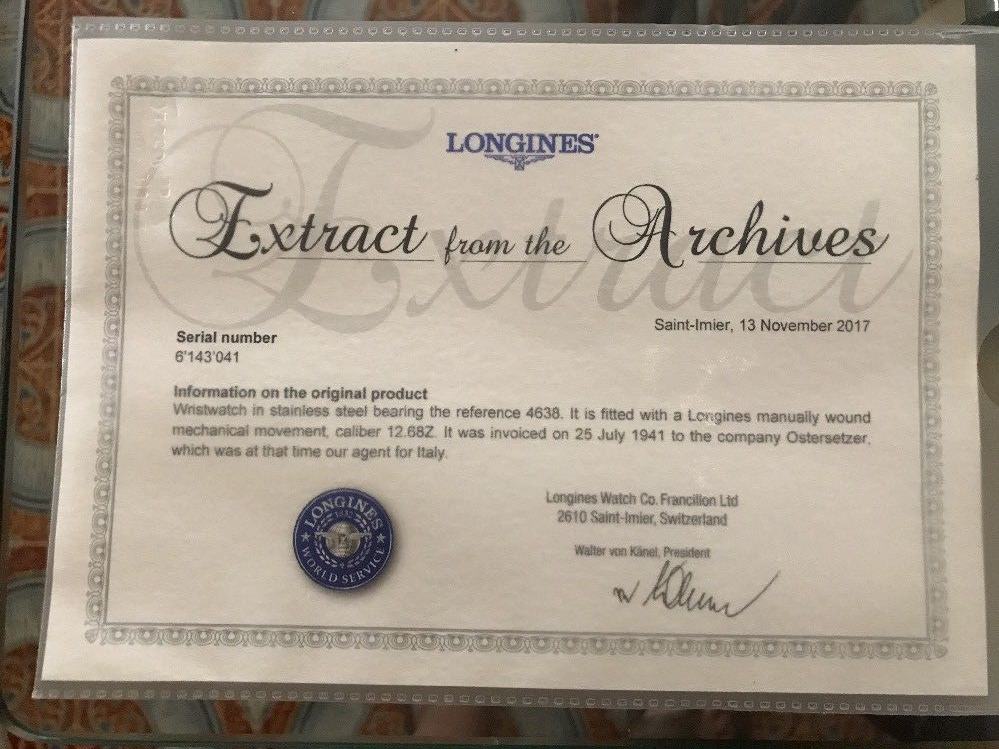 LONGINES
Extract from the Archives
Saint-Imier, 13 November 2017
Serial number
6'143'041
Information on the original product
Wristwatch in stainless steel bearing the reference 4638. It is fitted with a Longines manually wound
mechanical movement, caliber 12.68Z. It was invoiced on 25 July 1941 to the company Ostersetzer,
which was at that time our agent for Italy.
Longines Watch Co. Francillon Ltd
2610 Saint-Imier, Switzerland
Walter von Känel, President
LONGINES
WORLD SERVICE
Extract